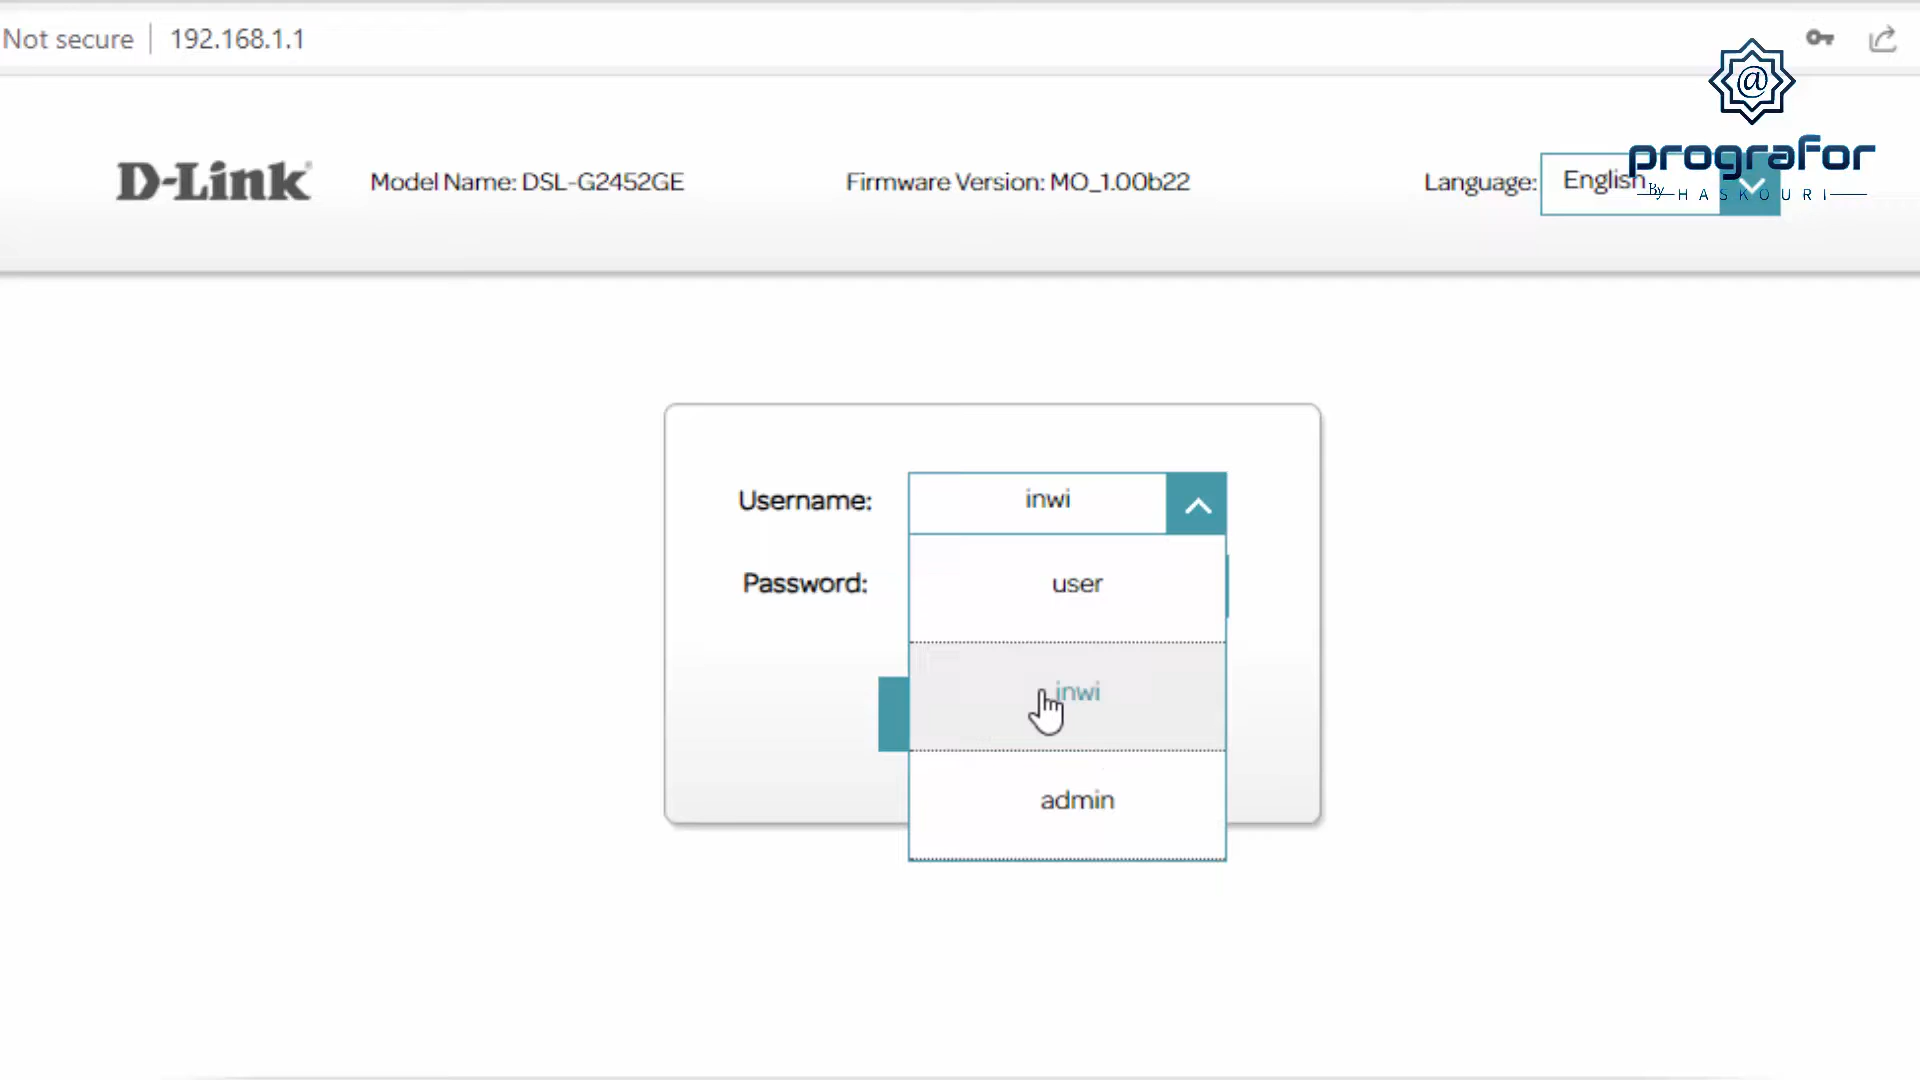 Not secure | 192.168.1.1
@
prografor
By HASKOURI
D-Link
Model Name: DSL-G2452GE
Firmware Version: MO_1.00b22
Language: English
Username: inwi
Password:
user
inwi
admin